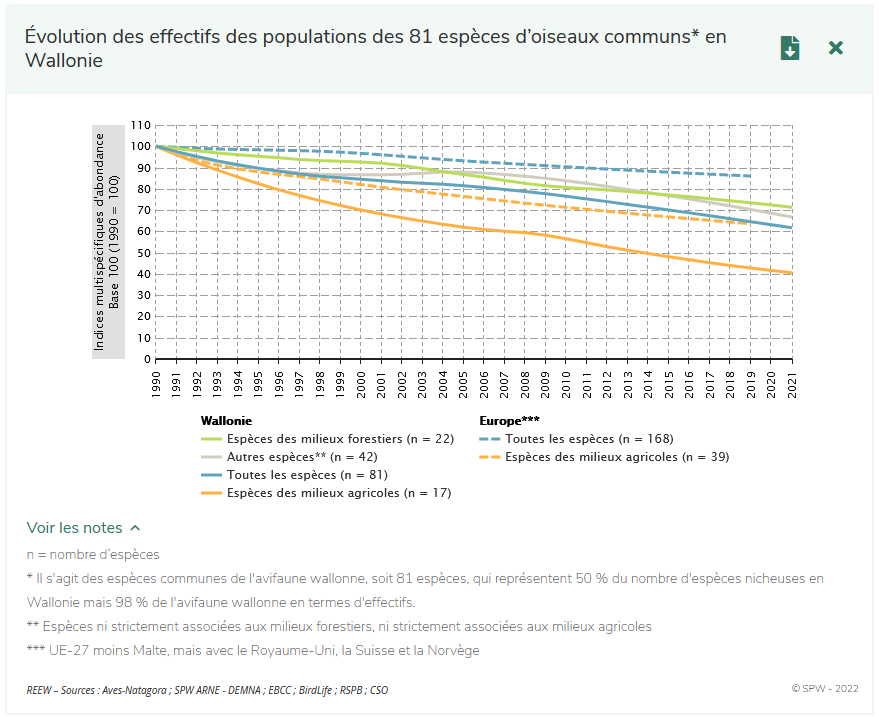 Évolution des effectifs des populations des 81 espèces d'oiseaux communs* en
Wallonie
Indices multispécifiques d'abondance
Base 100 (1990 = 100)
110
100
90
80
70
60
50
40
30
20
10
0
1990 1991 1992 1993 1994 1995 1996 1997 1998 1999 2000 2001 2002 2003 2004 2005 2006 2007 2008 2009 2010 2011 2012 2013 2014 2015 2016 2017 2018 2019 2020 2021
Wallonie
Espèces des milieux forestiers (n = 22)
Autres espèces** (n = 42)
Toutes les espèces (n = 81)
Espèces des milieux agricoles (n = 17)
Europe***
Toutes les espèces (n = 168)
Espèces des milieux agricoles (n = 39)
Voir les notes
n = nombre d'espèces
* Il s'agit des espèces communes de l'avifaune wallonne, soit 81 espèces, qui représentent 50 % du nombre d'espèces nicheuses en
Wallonie mais 98 % de l'avifaune wallonne en termes d'effectifs.
** Espèces ni strictement associées aux milieux forestiers, ni strictement associées aux milieux agricoles
*** UE-27 moins Malte, mais avec le Royaume-Uni, la Suisse et la Norvège
REEW – Sources : Aves-Natagora ; SPW ARNE - DEMNA ; EBCC ; BirdLife ; RSPB ; CSO
© SPW - 2022